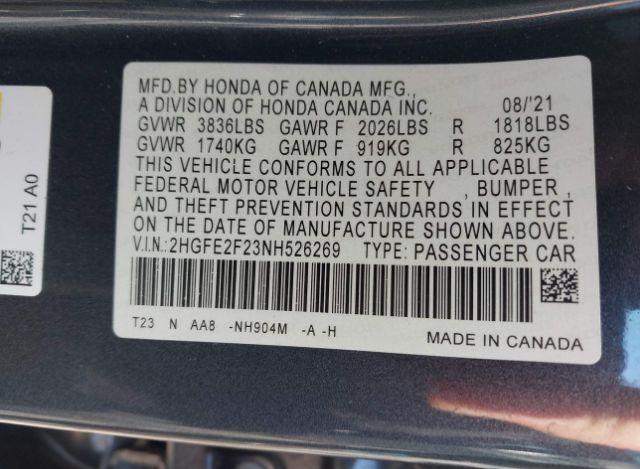 MFD.BY HONDA OF CANADA MFG.,
A DIVISION OF HONDA CANADA INC. 08/'21
GVWR 3836LBS GAWR F 2026LBS R 1818LBS
GVWR 1740KG GAWR F 919KG R 825KG
THIS VEHICLE CONFORMS TO ALL APPLICABLE
FEDERAL MOTOR VEHICLE SAFETY , BUMPER ,
AND THEFT PREVENTION STANDARDS IN EFFECT
ON THE DATE OF MANUFACTURE SHOWN ABOVE.
V.I.N.:2HGFE2F23NH526269 TYPE: PASSENGER CAR
T23 N AA8 -NH904M -A -H
MADE IN CANADA
T21 A0